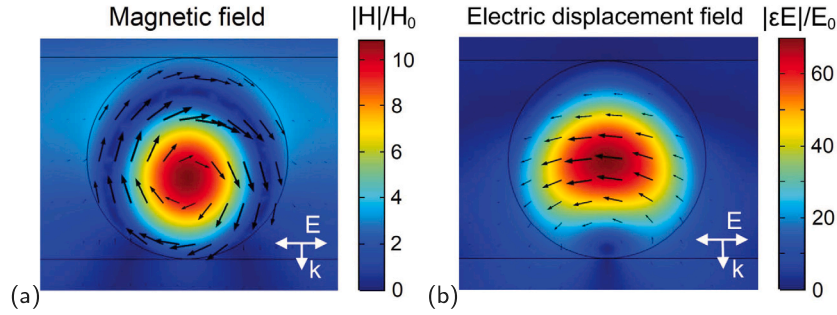 Magnetic field
|H|/H₀
10
8
6
4
2
0
E
k
(a)
Electric displacement field
|εE|/E₀
60
40
20
0
E
k
(b)